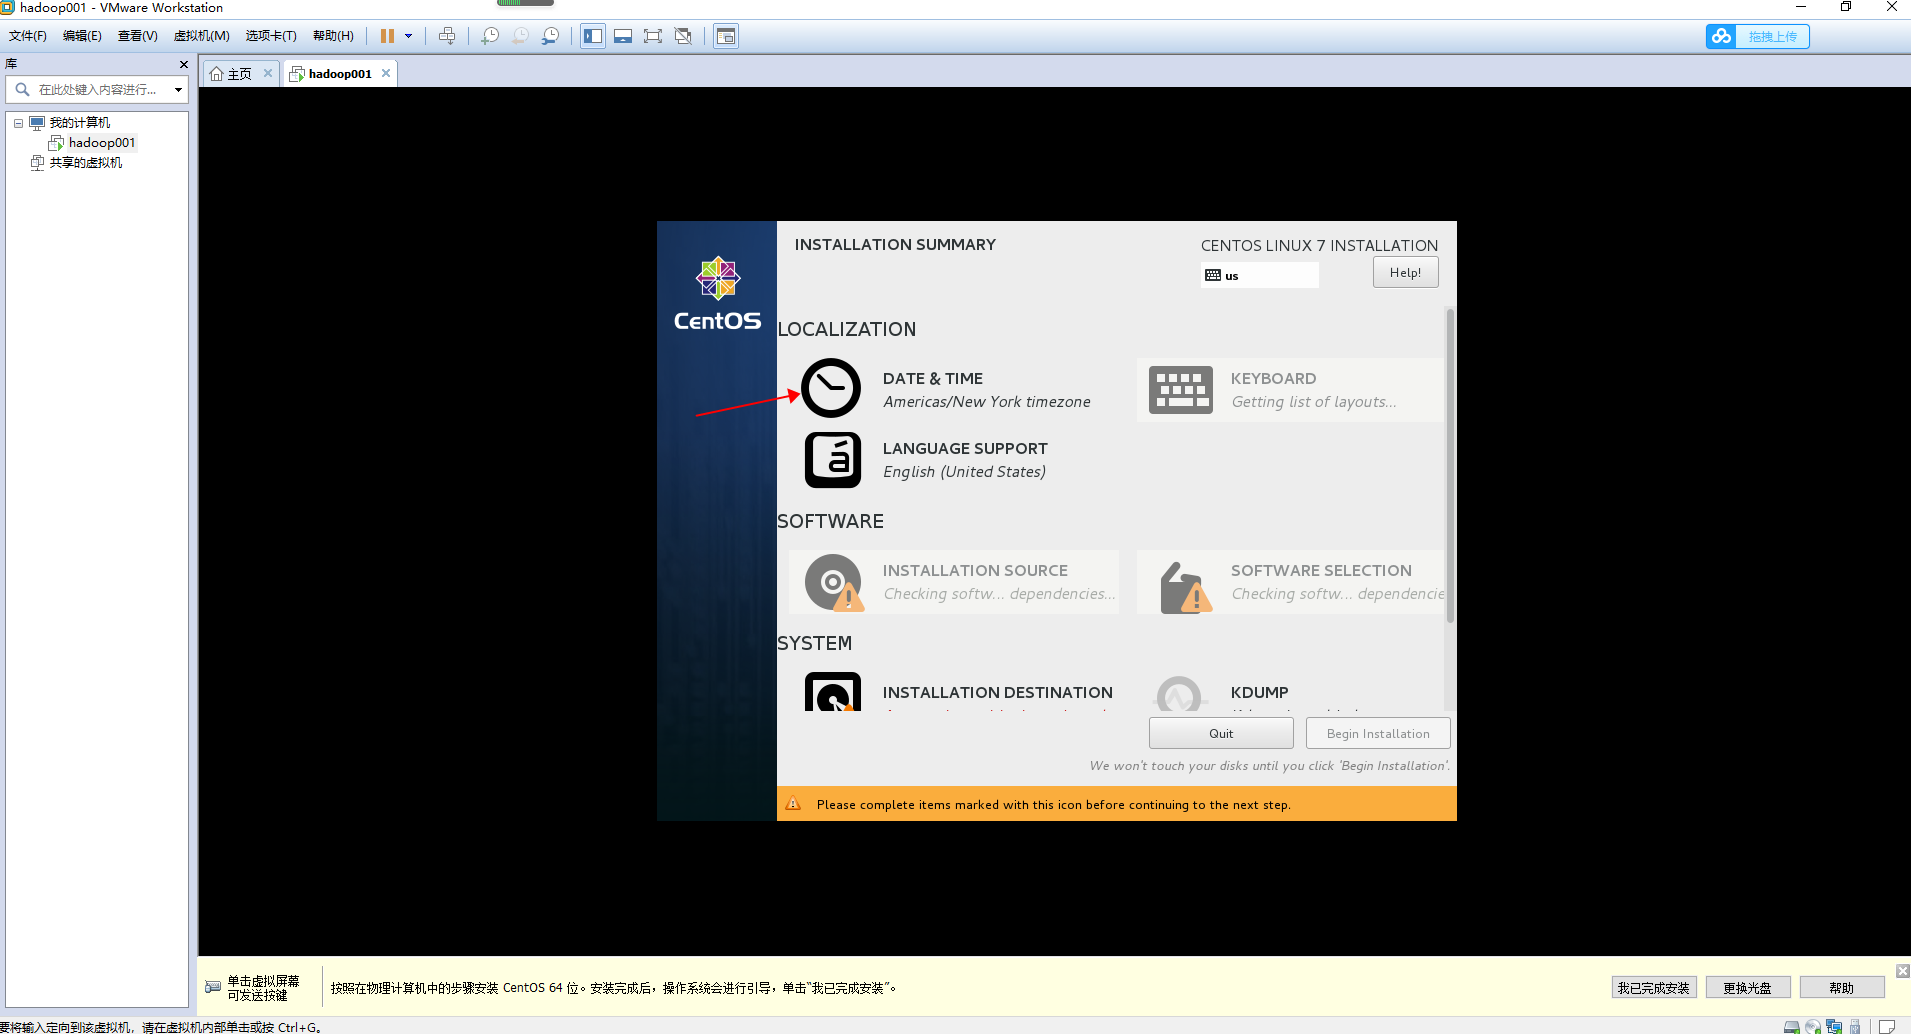 hadoop001 - VMware Workstation
文件(F) 编辑(E) 查看(V) 虚拟机(M) 选项卡(T) 帮助(H)
拖拽上传
库
主页
hadoop001
在此处键入内容进行...
我的计算机
hadoop001
共享的虚拟机
CentOS
INSTALLATION SUMMARY
CENTOS LINUX 7 INSTALLATION
us
Help!
LOCALIZATION
DATE & TIME
Americas/New York timezone
KEYBOARD
Getting list of layouts...
LANGUAGE SUPPORT
English (United States)
SOFTWARE
INSTALLATION SOURCE
Checking softw... dependencies...
SOFTWARE SELECTION
Checking softw... dependencie
SYSTEM
INSTALLATION DESTINATION
KDUMP
Quit
Begin Installation
We won't touch your disks until you click 'Begin Installation'.
Please complete items marked with this icon before continuing to the next step.
单击虚拟屏幕
可发送按键
按照在物理计算机中的步骤安装 CentOS 64 位。安装完成后，操作系统会进行引导，单击“我已完成安装”。
我已完成安装
更换光盘
帮助
要将输入定向到该虚拟机，请在虚拟机内部单击或按 Ctrl+G。